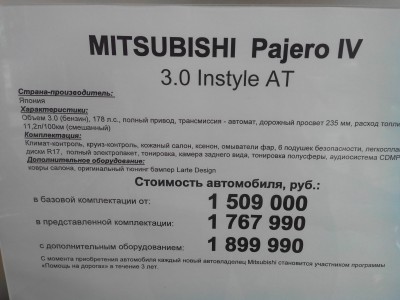 MITSUBISHI Pajero IV
3.0 Instyle AT
Страна-производитель:
Япония
Характеристики:
Объем 3.0 (бензин), 178 л.с., полный привод, трансмиссия - автомат, дорожный просвет 235 мм, расход
11,2л/100км (смешанный)
Комплектация:
Климат-контроль, круиз-контроль, кожаный салон, ксенон, омыватели фар, 6 подушек безопасности,
диски R17, полный электропакет, тонировка, камера заднего вида, тонировка полусферы, аудиосистема
Дополнительное оборудование:
ковры салона, оригинальный тюнинг бампер Larte Design
Стоимость автомобиля, руб.:
в базовой комплектации от: 1 509 000
в представленной комплектации: 1 767 990
с дополнительным оборудованием: 1 899 990
С момента приобретения автомобиля каждый новый автовладелец Mitsubishi становится участником программы
«Помощь на дорогах» в течение 3 лет.